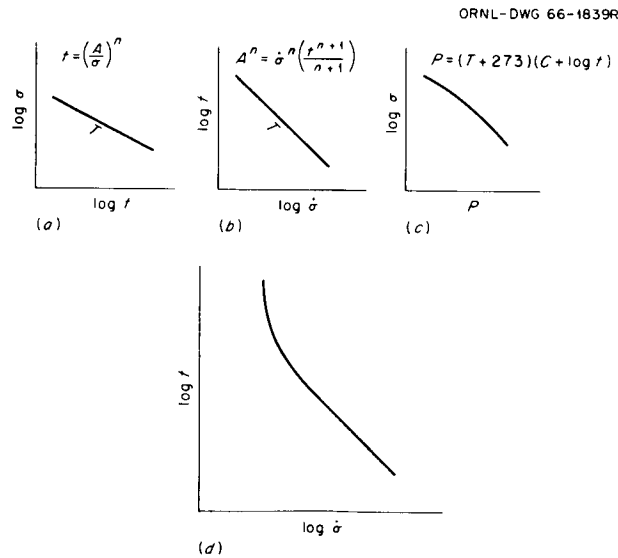 ORNL-DWG 66-1839R
t = (A/σ)^n
log σ
T
log t
(a)
A^n = σ̇^n (t^{n+1}/n+1)
log t
T
log σ̇
(b)
P = (T + 273)(C + log t)
log σ
P
(c)
log t
log σ̇
(d)